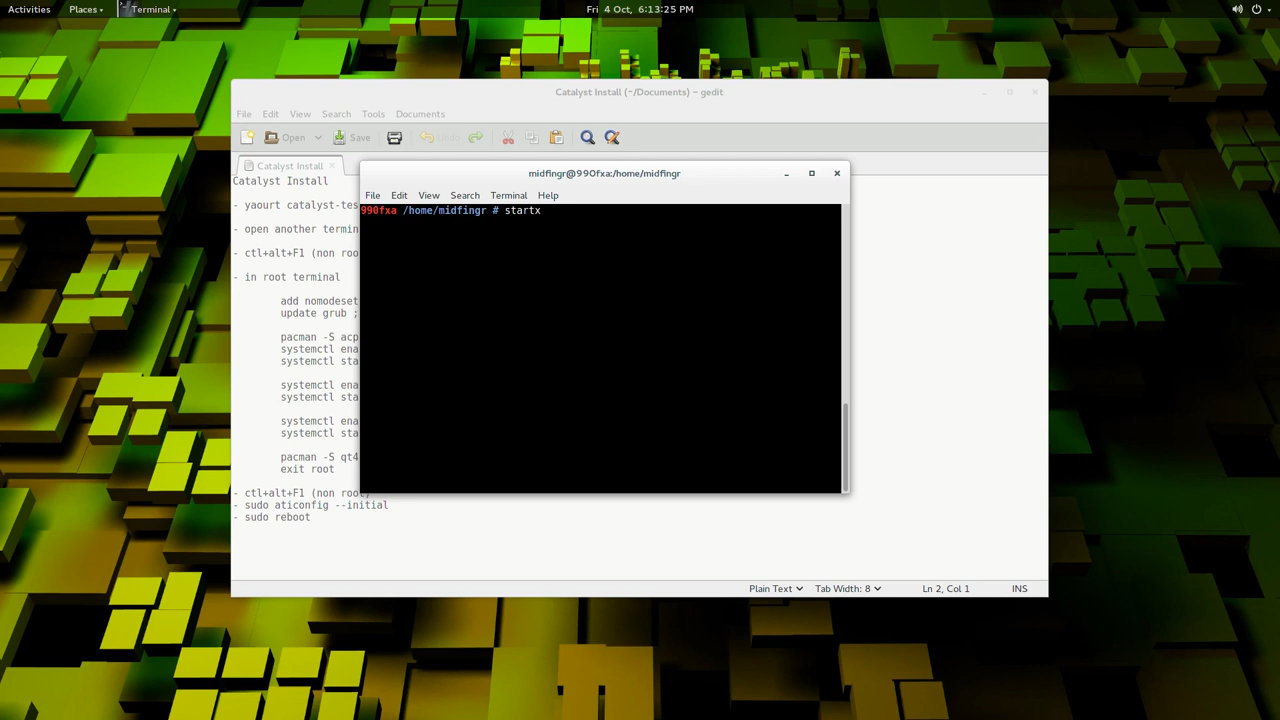 Activities Places Terminal Fri 4 Oct, 6:13:25 PM
Catalyst Install (~/Documents) – gedit
File Edit View Search Tools Documents
Open Save Undo
Catalyst Install
Catalyst Install
- yaourt catalyst-tes
- open another termin
- ctl+alt+F1 (non roo
- in root terminal
add nomodeset
update grub ;
pacman -S acp
systemctl ena
systemctl sta
systemctl ena
systemctl sta
systemctl ena
systemctl sta
pacman -S qt4
exit root
- ctl+alt+F1 (non root)
- sudo aticonfig --initial
- sudo reboot
Plain Text Tab Width: 8 Ln 2, Col 1 INS
midfingr@990fxa:/home/midfingr
File Edit View Search Terminal Help
990fxa /home/midfingr # startx